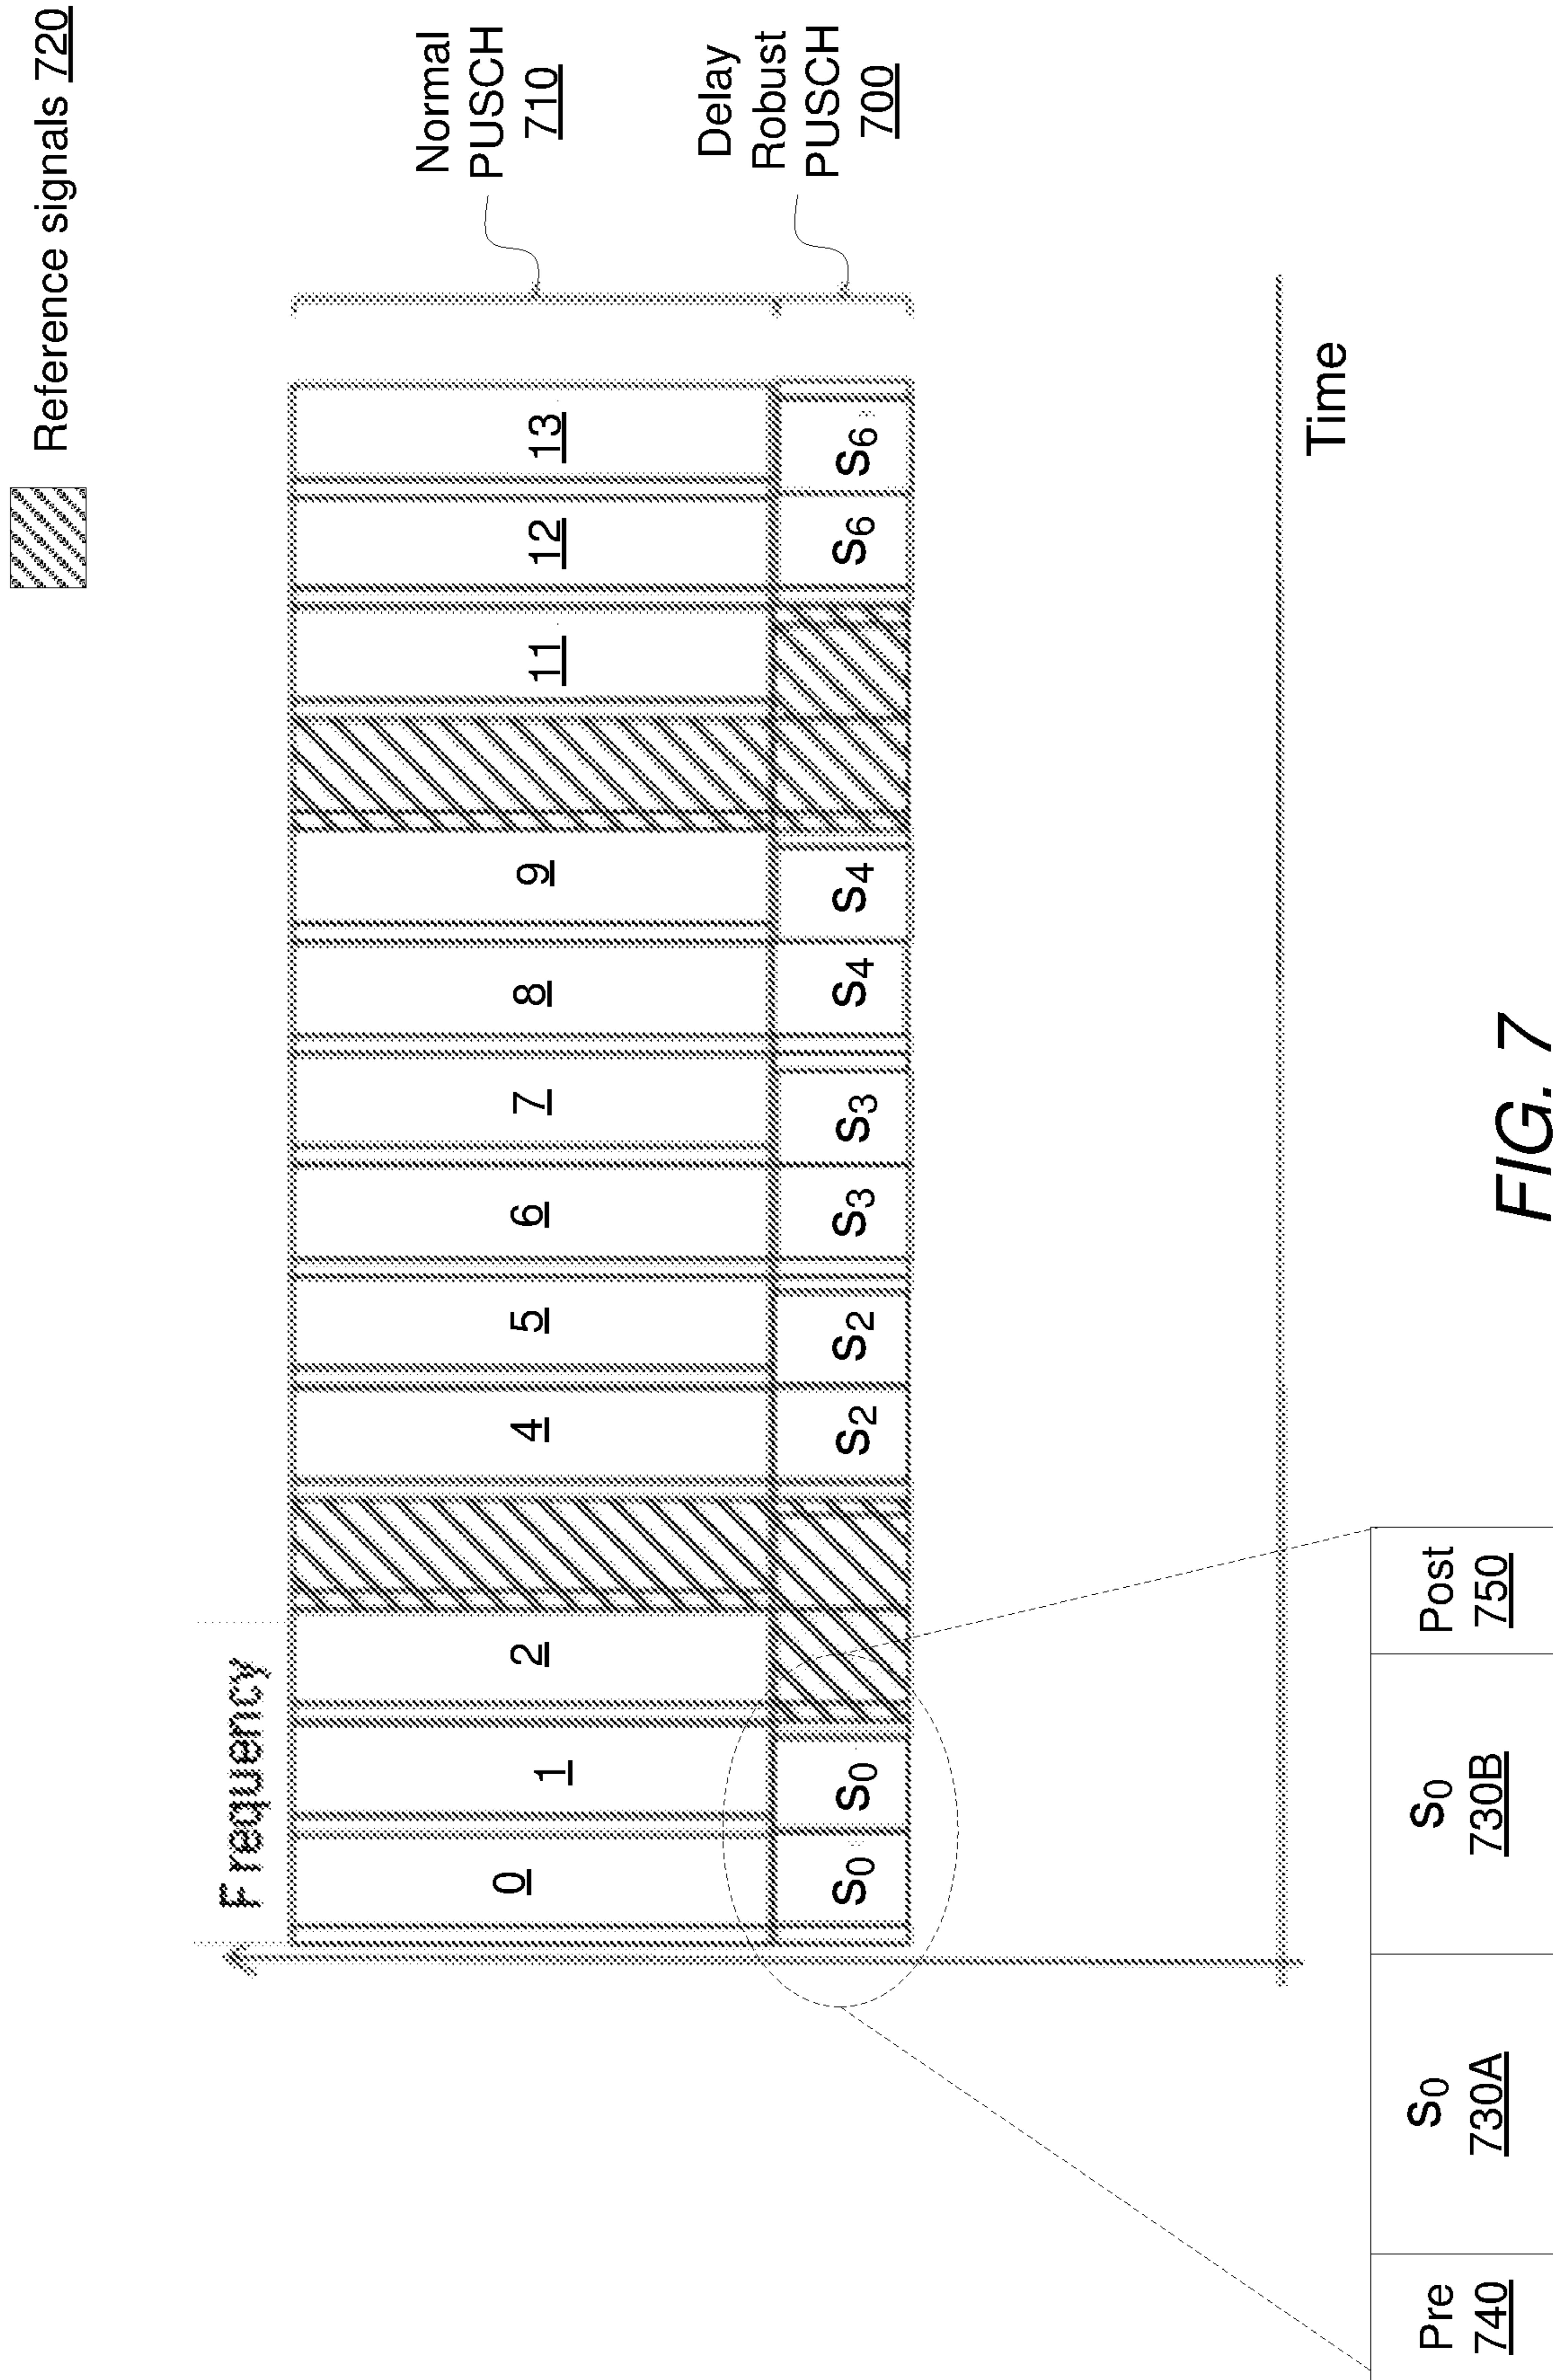 Reference signals 720
Frequency
0 1 2 4 5 6 7 8 9 11 12 13
Normal
PUSCH
710
S0 S0 S2 S2 S3 S3 S4 S4 S6 S6
Delay
Robust
PUSCH
700
Time
Pre
740
S0
730A
S0
730B
Post
750
FIG. 7